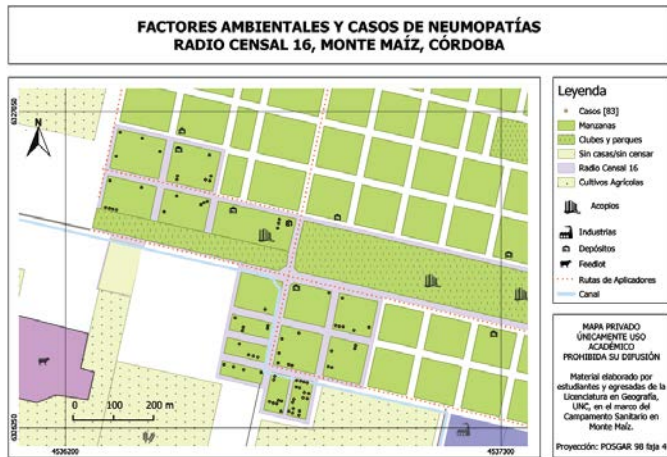 FACTORES AMBIENTALES Y CASOS DE NEUMOPATÍAS
RADIO CENSAL 16, MONTE MAÍZ, CÓRDOBA
6327050
N
6326250
0 100 200 m
4536200
4537300
Leyenda
Casos [83]
Manzanas
Clubes y parques
Sin casas/sin censar
Radio Censal 16
Cultivos Agrícolas
Acopios
Industrias
Depósitos
Feedlot
Rutas de Aplicadores
Canal
MAPA PRIVADO
ÚNICAMENTE USO
ACADÉMICO
PROHIBIDA SU DIFUSIÓN
Material elaborado por
estudiantes y egresadas de la
Licenciatura en Geografía,
UNC, en el marco del
Campamento Sanitario en
Monte Maíz.
Proyección: POSGAR 98 faja 4